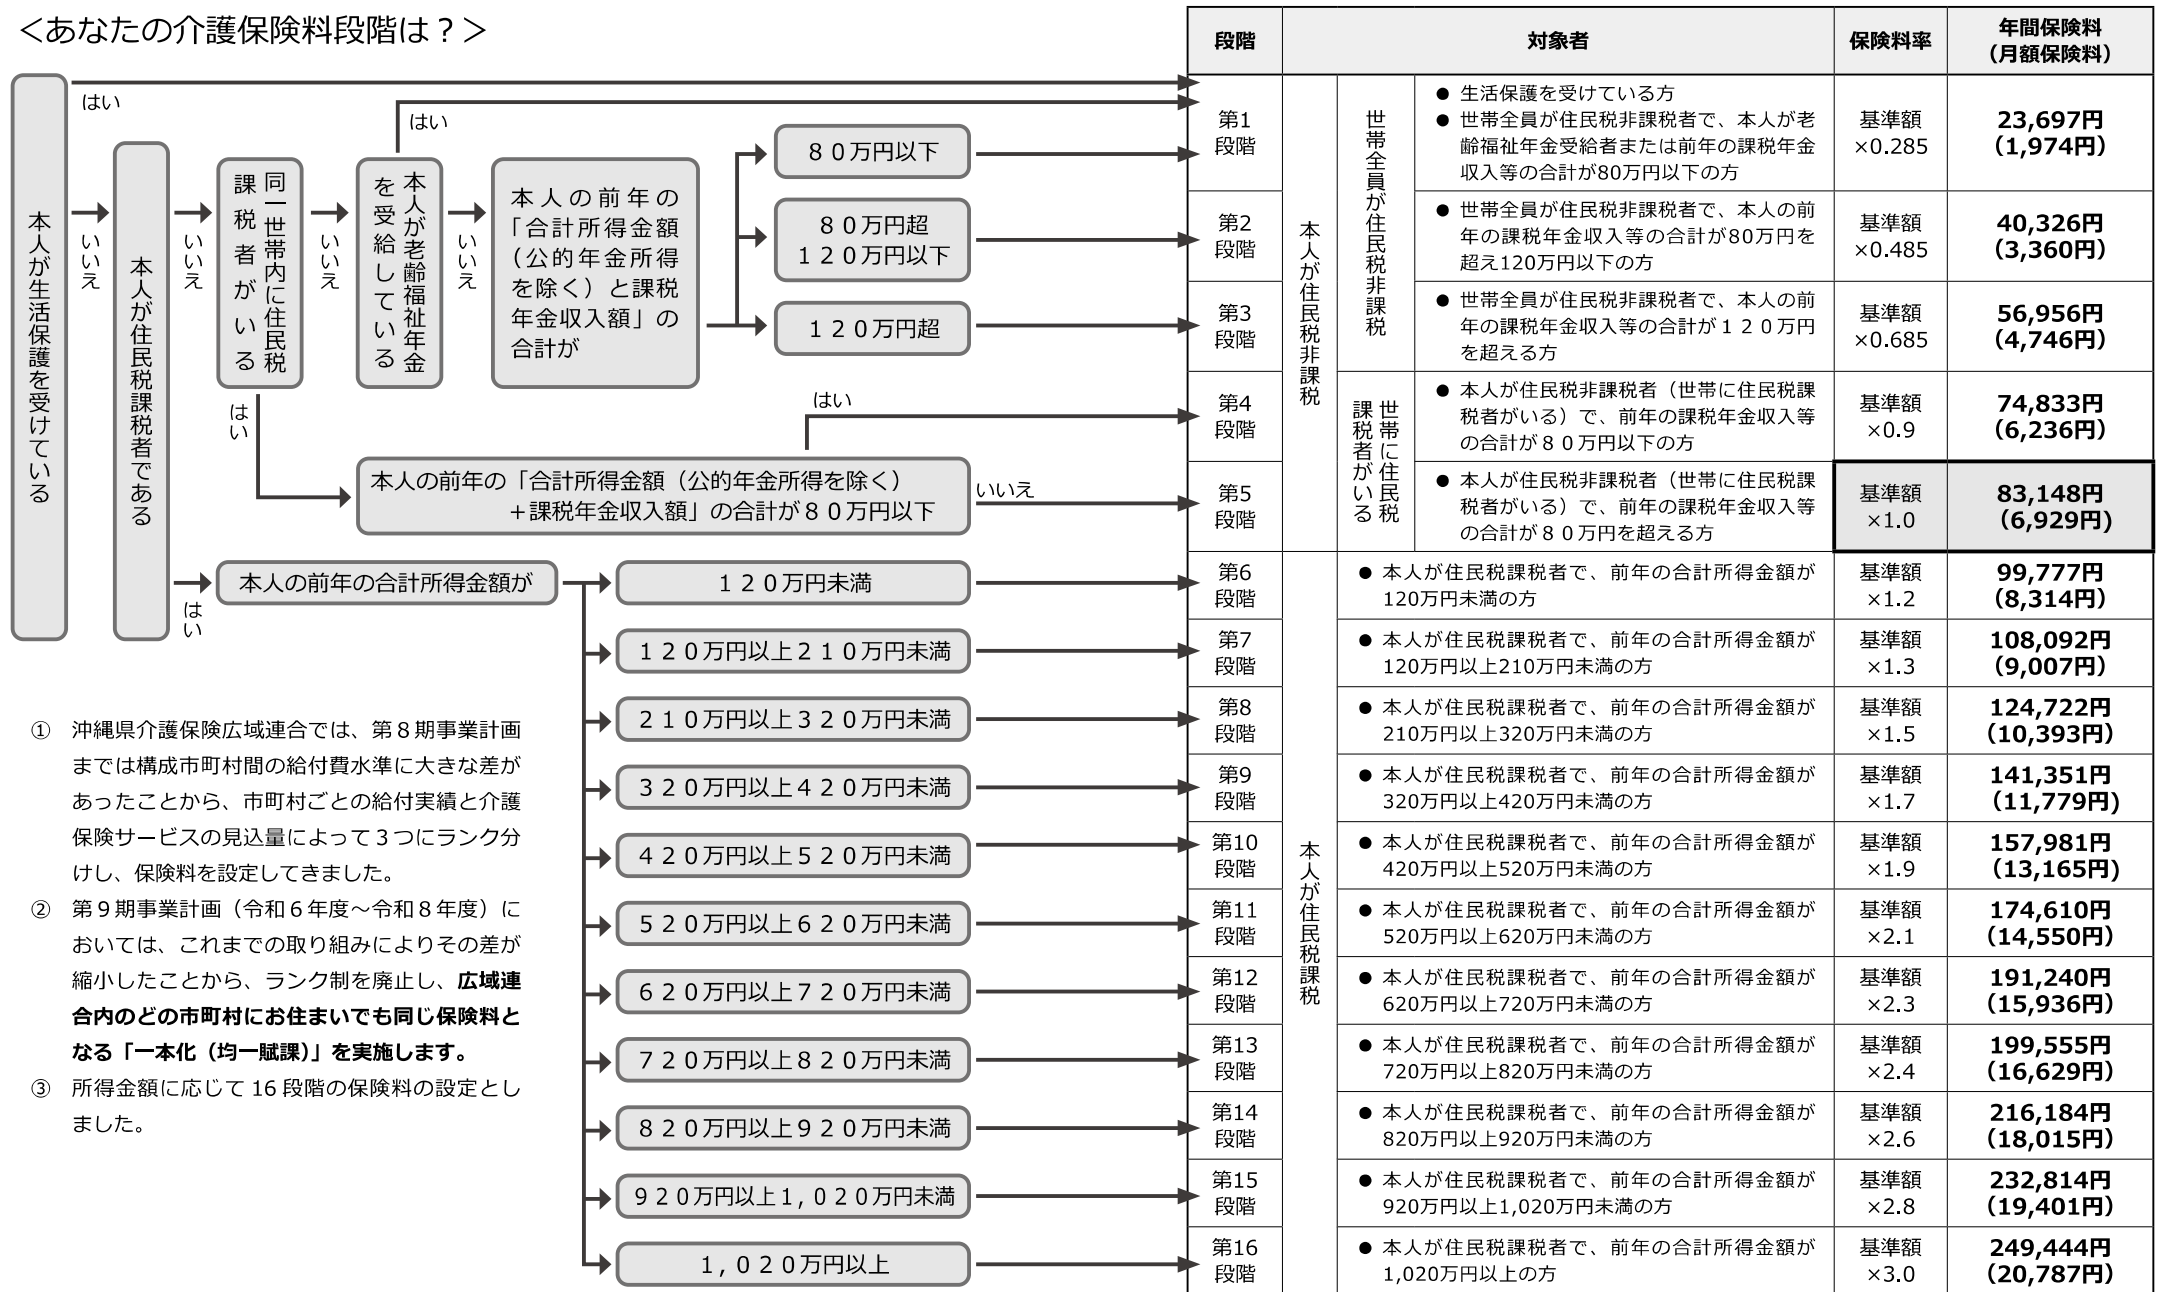 ＜あなたの介護保険料段階は？＞
本人が生活保護を受けている
はい
いいえ
本人が住民税課税者である
いいえ
はい
同一世帯内に住民税
課税者がいる
いいえ
はい
本人が老齢福祉年金
を受給している
はい
いいえ
本人の前年の
「合計所得金額
（公的年金所得
を除く）と課税
年金収入額」の
合計が
８０万円以下
８０万円超
１２０万円以下
１２０万円超
本人の前年の「合計所得金額（公的年金所得を除く）
+課税年金収入額」の合計が８０万円以下
はい
いいえ
本人の前年の合計所得金額が
１２０万円未満
１２０万円以上２１０万円未満
２１０万円以上３２０万円未満
３２０万円以上４２０万円未満
４２０万円以上５２０万円未満
５２０万円以上６２０万円未満
６２０万円以上７２０万円未満
７２０万円以上８２０万円未満
８２０万円以上９２０万円未満
９２０万円以上１,０２０万円未満
１,０２０万円以上
① 沖縄県介護保険広域連合では、第８期事業計画
までは構成市町村間の給付費水準に大きな差が
あったことから、市町村ごとの給付実績と介護
保険サービスの見込量によって３つにランク分
けし、保険料を設定してきました。
② 第９期事業計画（令和６年度～令和８年度）に
おいては、これまでの取り組みによりその差が
縮小したことから、ランク制を廃止し、広域連
合内のどの市町村にお住まいでも同じ保険料と
なる「一本化（均一賦課）」を実施します。
③ 所得金額に応じて 16 段階の保険料の設定とし
ました。
段階 対象者 保険料率 年間保険料
（月額保険料）
本人が住民税非課税
世帯全員が住民税非課税
第1
段階
● 生活保護を受けている方
● 世帯全員が住民税非課税者で、本人が老
齢福祉年金受給者または前年の課税年金
収入等の合計が80万円以下の方
基準額
×0.285
23,697円
（1,974円）
第2
段階
● 世帯全員が住民税非課税者で、本人の前
年の課税年金収入等の合計が80万円を
超え120万円以下の方
基準額
×0.485
40,326円
（3,360円）
第3
段階
● 世帯全員が住民税非課税者で、本人の前
年の課税年金収入等の合計が１２０万円
を超える方
基準額
×0.685
56,956円
（4,746円）
世帯に住民税
課税者がいる
第4
段階
● 本人が住民税非課税者（世帯に住民税課
税者がいる）で、前年の課税年金収入等
の合計が８０万円以下の方
基準額
×0.9
74,833円
（6,236円）
第5
段階
● 本人が住民税非課税者（世帯に住民税課
税者がいる）で、前年の課税年金収入等
の合計が８０万円を超える方
基準額
×1.0
83,148円
（6,929円）
本人が住民税課税
第6
段階
● 本人が住民税課税者で、前年の合計所得金額が
120万円未満の方
基準額
×1.2
99,777円
（8,314円）
第7
段階
● 本人が住民税課税者で、前年の合計所得金額が
120万円以上210万円未満の方
基準額
×1.3
108,092円
（9,007円）
第8
段階
● 本人が住民税課税者で、前年の合計所得金額が
210万円以上320万円未満の方
基準額
×1.5
124,722円
（10,393円）
第9
段階
● 本人が住民税課税者で、前年の合計所得金額が
320万円以上420万円未満の方
基準額
×1.7
141,351円
（11,779円)
第10
段階
● 本人が住民税課税者で、前年の合計所得金額が
420万円以上520万円未満の方
基準額
×1.9
157,981円
（13,165円)
第11
段階
● 本人が住民税課税者で、前年の合計所得金額が
520万円以上620万円未満の方
基準額
×2.1
174,610円
（14,550円）
第12
段階
● 本人が住民税課税者で、前年の合計所得金額が
620万円以上720万円未満の方
基準額
×2.3
191,240円
（15,936円）
第13
段階
● 本人が住民税課税者で、前年の合計所得金額が
720万円以上820万円未満の方
基準額
×2.4
199,555円
（16,629円）
第14
段階
● 本人が住民税課税者で、前年の合計所得金額が
820万円以上920万円未満の方
基準額
×2.6
216,184円
（18,015円）
第15
段階
● 本人が住民税課税者で、前年の合計所得金額が
920万円以上1,020万円未満の方
基準額
×2.8
232,814円
（19,401円）
第16
段階
● 本人が住民税課税者で、前年の合計所得金額が
1,020万円以上の方
基準額
×3.0
249,444円
（20,787円）